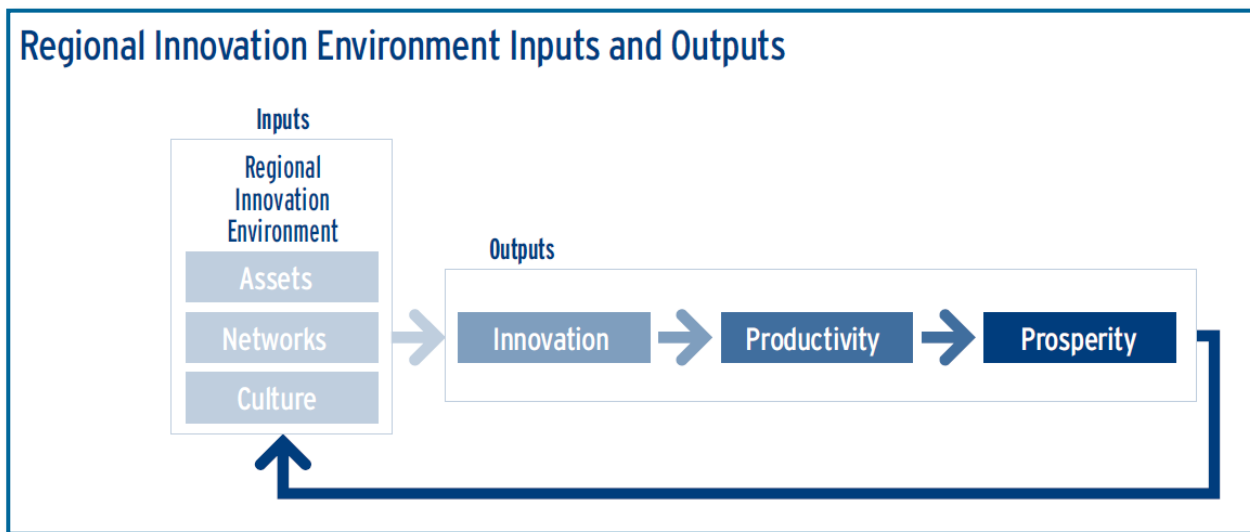 Regional Innovation Environment Inputs and Outputs
Inputs
Regional
Innovation
Environment
Assets
Networks
Culture
Outputs
Innovation
Productivity
Prosperity